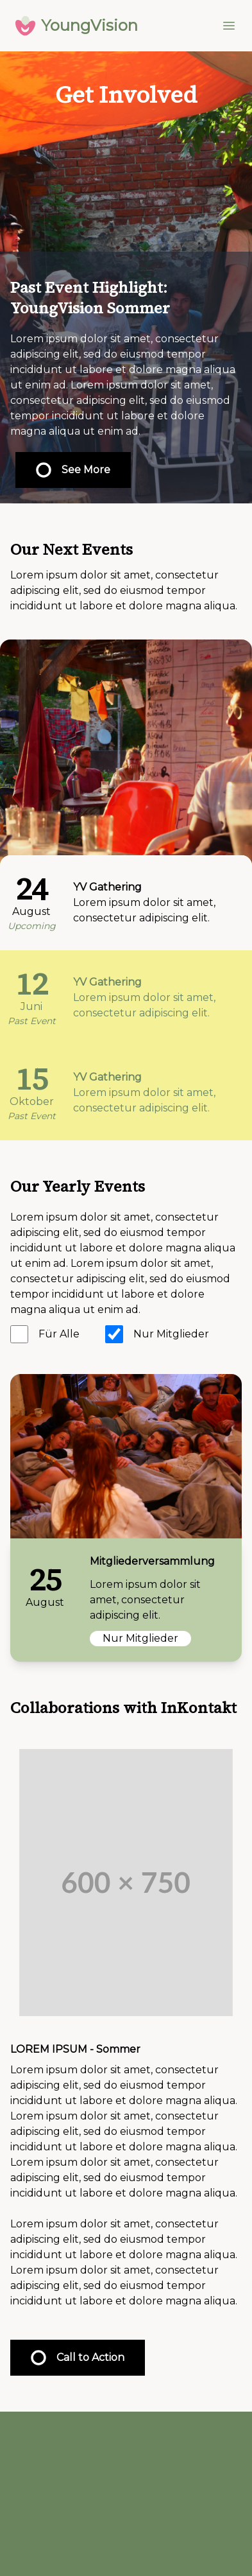 YoungVision
Get Involved
Past Event Highlight:
YoungVision Sommer
Lorem ipsum dolor sit amet, consectetur
adipiscing elit, sed do eiusmod tempor
incididunt ut labore et dolore magna aliqua
ut enim ad. Lorem ipsum dolor sit amet,
consectetur adipiscing elit, sed do eiusmod
tempor incididunt ut labore et dolore
magna aliqua ut enim ad.
See More
Our Next Events
Lorem ipsum dolor sit amet, consectetur
adipiscing elit, sed do eiusmod tempor
incididunt ut labore et dolore magna aliqua.
24
August
Upcoming
YV Gathering
Lorem ipsum dolor sit amet,
consectetur adipiscing elit.
12
Juni
Past Event
YV Gathering
Lorem ipsum dolor sit amet,
consectetur adipiscing elit.
15
Oktober
Past Event
YV Gathering
Lorem ipsum dolor sit amet,
consectetur adipiscing elit.
Our Yearly Events
Lorem ipsum dolor sit amet, consectetur
adipiscing elit, sed do eiusmod tempor
incididunt ut labore et dolore magna aliqua
ut enim ad. Lorem ipsum dolor sit amet,
consectetur adipiscing elit, sed do eiusmod
tempor incididunt ut labore et dolore
magna aliqua ut enim ad.
Für Alle
Nur Mitglieder
25
August
Mitgliederversammlung
Lorem ipsum dolor sit
amet, consectetur
adipiscing elit.
Nur Mitglieder
Collaborations with InKontakt
600 × 750
LOREM IPSUM - Sommer
Lorem ipsum dolor sit amet, consectetur
adipiscing elit, sed do eiusmod tempor
incididunt ut labore et dolore magna aliqua.
Lorem ipsum dolor sit amet, consectetur
adipiscing elit, sed do eiusmod tempor
incididunt ut labore et dolore magna aliqua.
Lorem ipsum dolor sit amet, consectetur
adipiscing elit, sed do eiusmod tempor
incididunt ut labore et dolore magna aliqua.
Lorem ipsum dolor sit amet, consectetur
adipiscing elit, sed do eiusmod tempor
incididunt ut labore et dolore magna aliqua.
Lorem ipsum dolor sit amet, consectetur
adipiscing elit, sed do eiusmod tempor
incididunt ut labore et dolore magna aliqua.
Call to Action